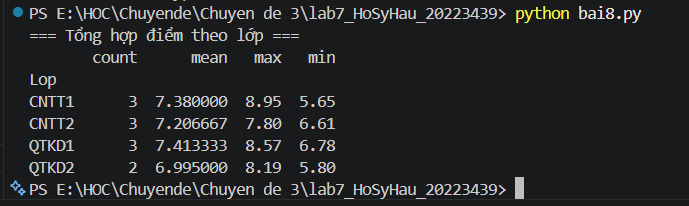 PS E:\HOC\Chuyende\Chuyen de 3\lab7_HoSyHau_20223439> python bai8.py
=== Tổng hợp điểm theo lớp ===
count mean max min
Lop
CNTT1 3 7.380000 8.95 5.65
CNTT2 3 7.206667 7.80 6.61
QTKD1 3 7.413333 8.57 6.78
QTKD2 2 6.995000 8.19 5.80
PS E:\HOC\Chuyende\Chuyen de 3\lab7_HoSyHau_20223439>